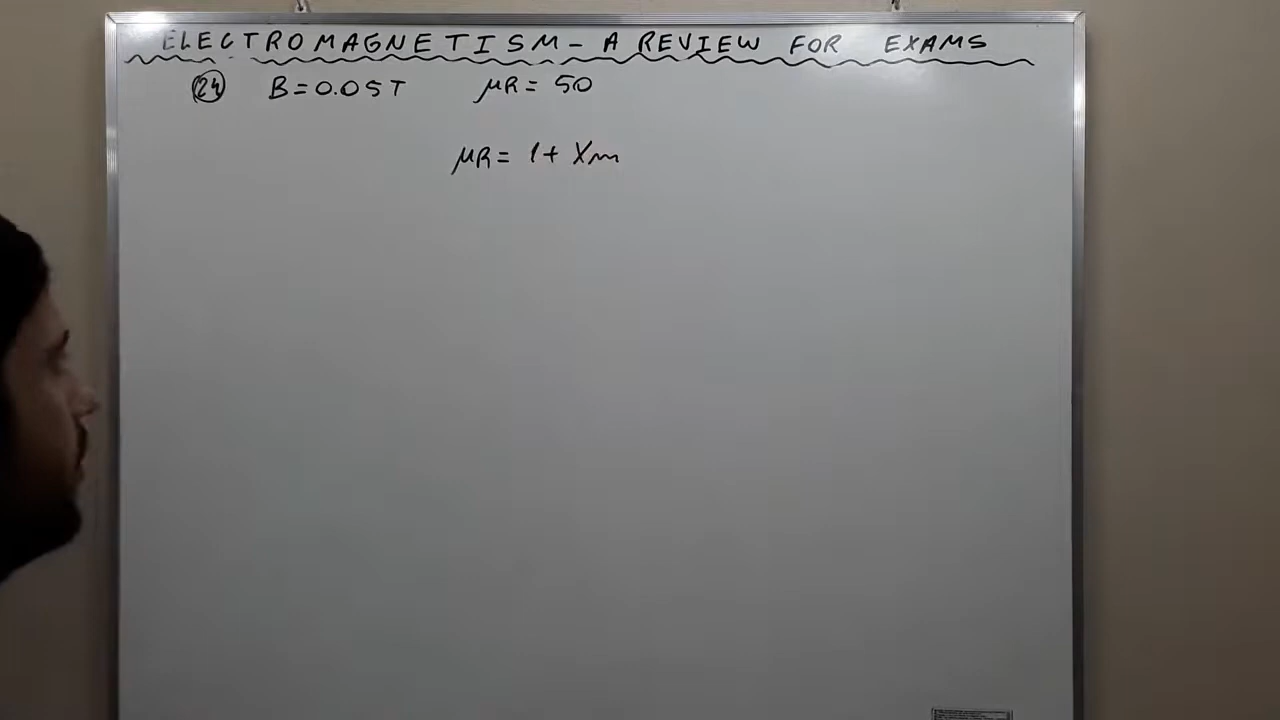 ELECTROMAGNETISM - A REVIEW FOR EXAMS
24 B = 0.05T μR = 50
μR = 1 + Xm